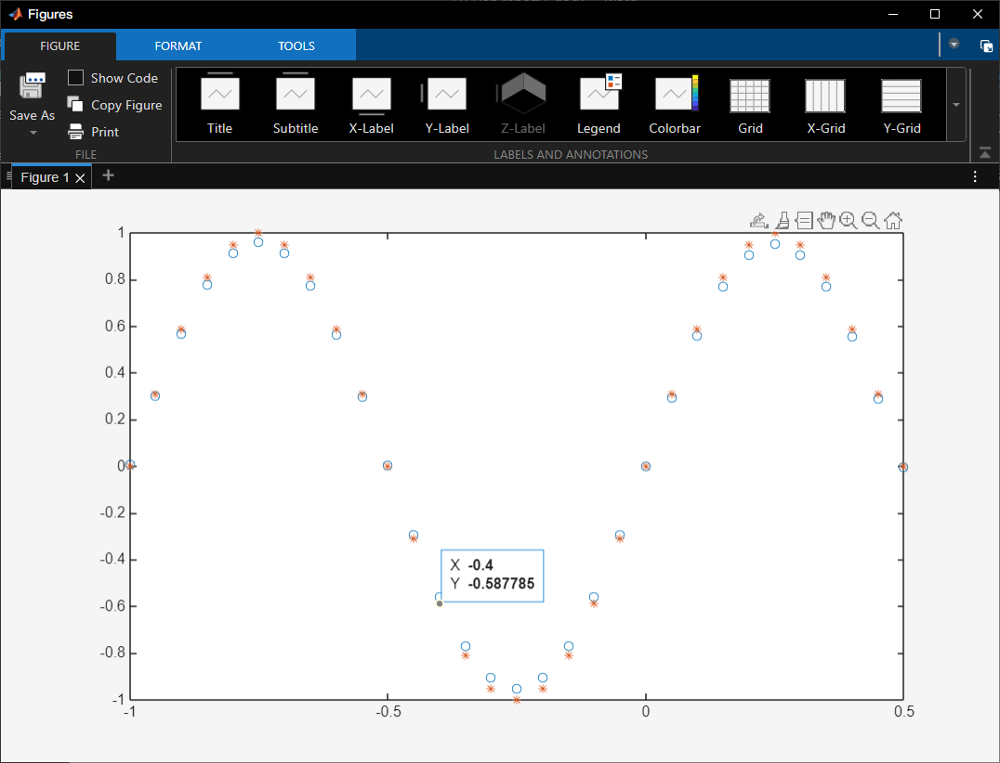 Figures
FIGURE FORMAT TOOLS
Save As
Show Code
Copy Figure
Print
FILE
Title Subtitle X-Label Y-Label Z-Label Legend Colorbar Grid X-Grid Y-Grid
LABELS AND ANNOTATIONS
Figure 1
1
0.8
0.6
0.4
0.2
0
-0.2
-0.4
-0.6
-0.8
-1
X -0.4
Y -0.587785
-1 -0.5 0 0.5